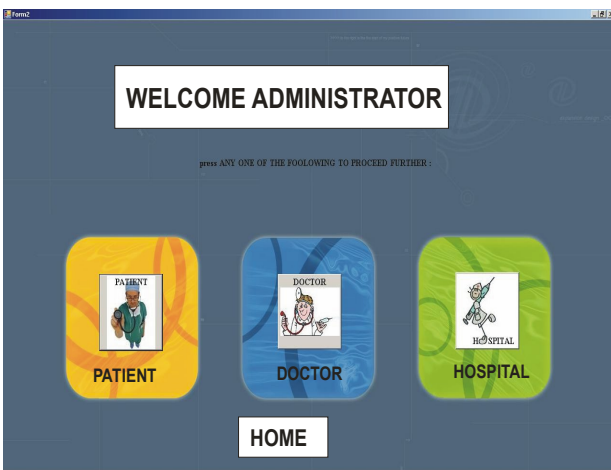 Form2
WELCOME ADMINISTRATOR
press ANY ONE OF THE FOOLOWING TO PROCEED FURTHER :
PATIENT
DOCTOR
HOSPITAL
PATIENT
DOCTOR
HOSPITAL
HOME